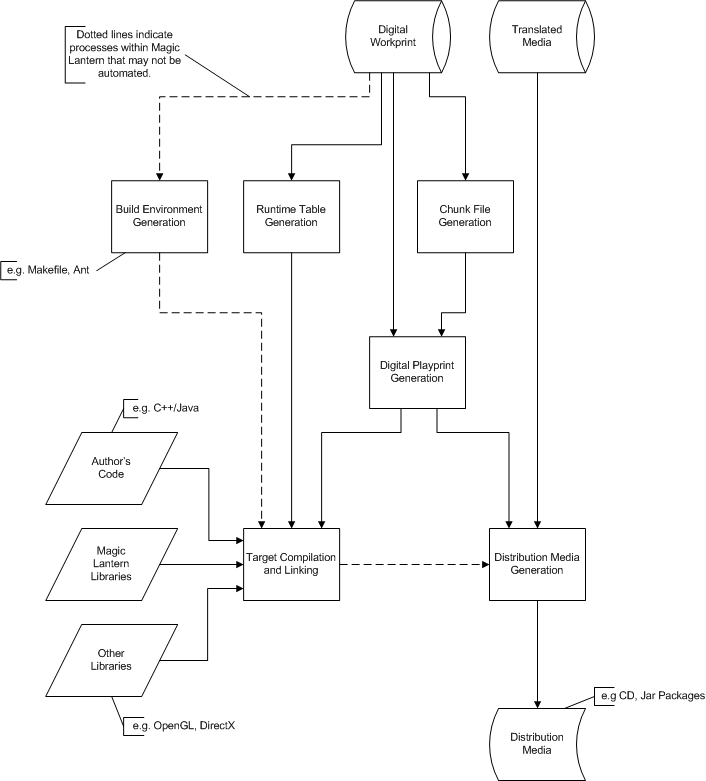 Dotted lines indicate
processes within Magic
Lantern that may not be
automated.
Digital
Workprint
Translated
Media
Build Environment
Generation
Runtime Table
Generation
Chunk File
Generation
e.g. Makefile, Ant
Digital Playprint
Generation
e.g. C++/Java
Author's
Code
Magic
Lantern
Libraries
Target Compilation
and Linking
Distribution Media
Generation
Other
Libraries
e.g. OpenGL, DirectX
e.g CD, Jar Packages
Distribution
Media